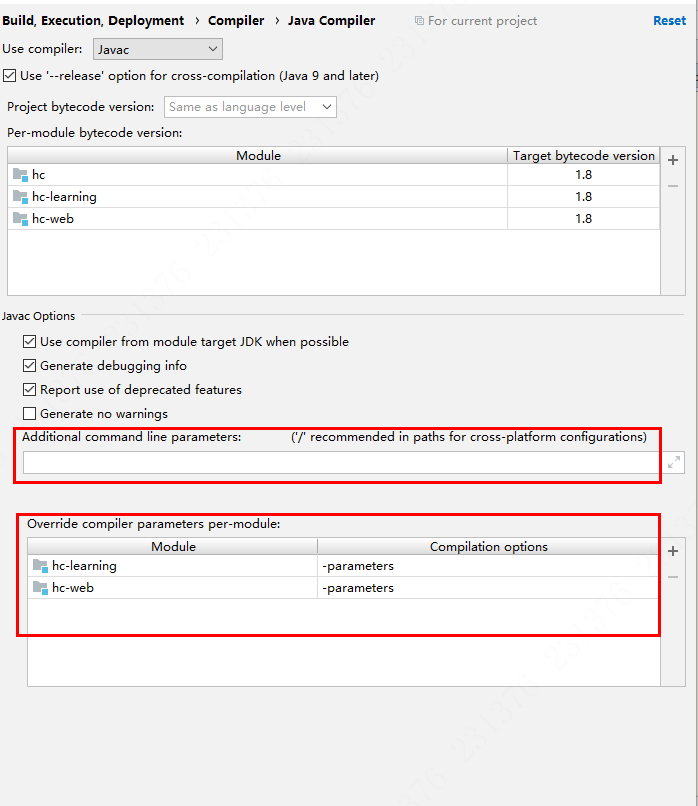 Build, Execution, Deployment › Compiler › Java Compiler For current project Reset
Use compiler: Javac
Use '--release' option for cross-compilation (Java 9 and later)
Project bytecode version: Same as language level
Per-module bytecode version:
Module Target bytecode version
hc 1.8
hc-learning 1.8
hc-web 1.8
Javac Options
Use compiler from module target JDK when possible
Generate debugging info
Report use of deprecated features
Generate no warnings
Additional command line parameters: ('/' recommended in paths for cross-platform configurations)
Override compiler parameters per-module:
Module Compilation options
hc-learning -parameters
hc-web -parameters